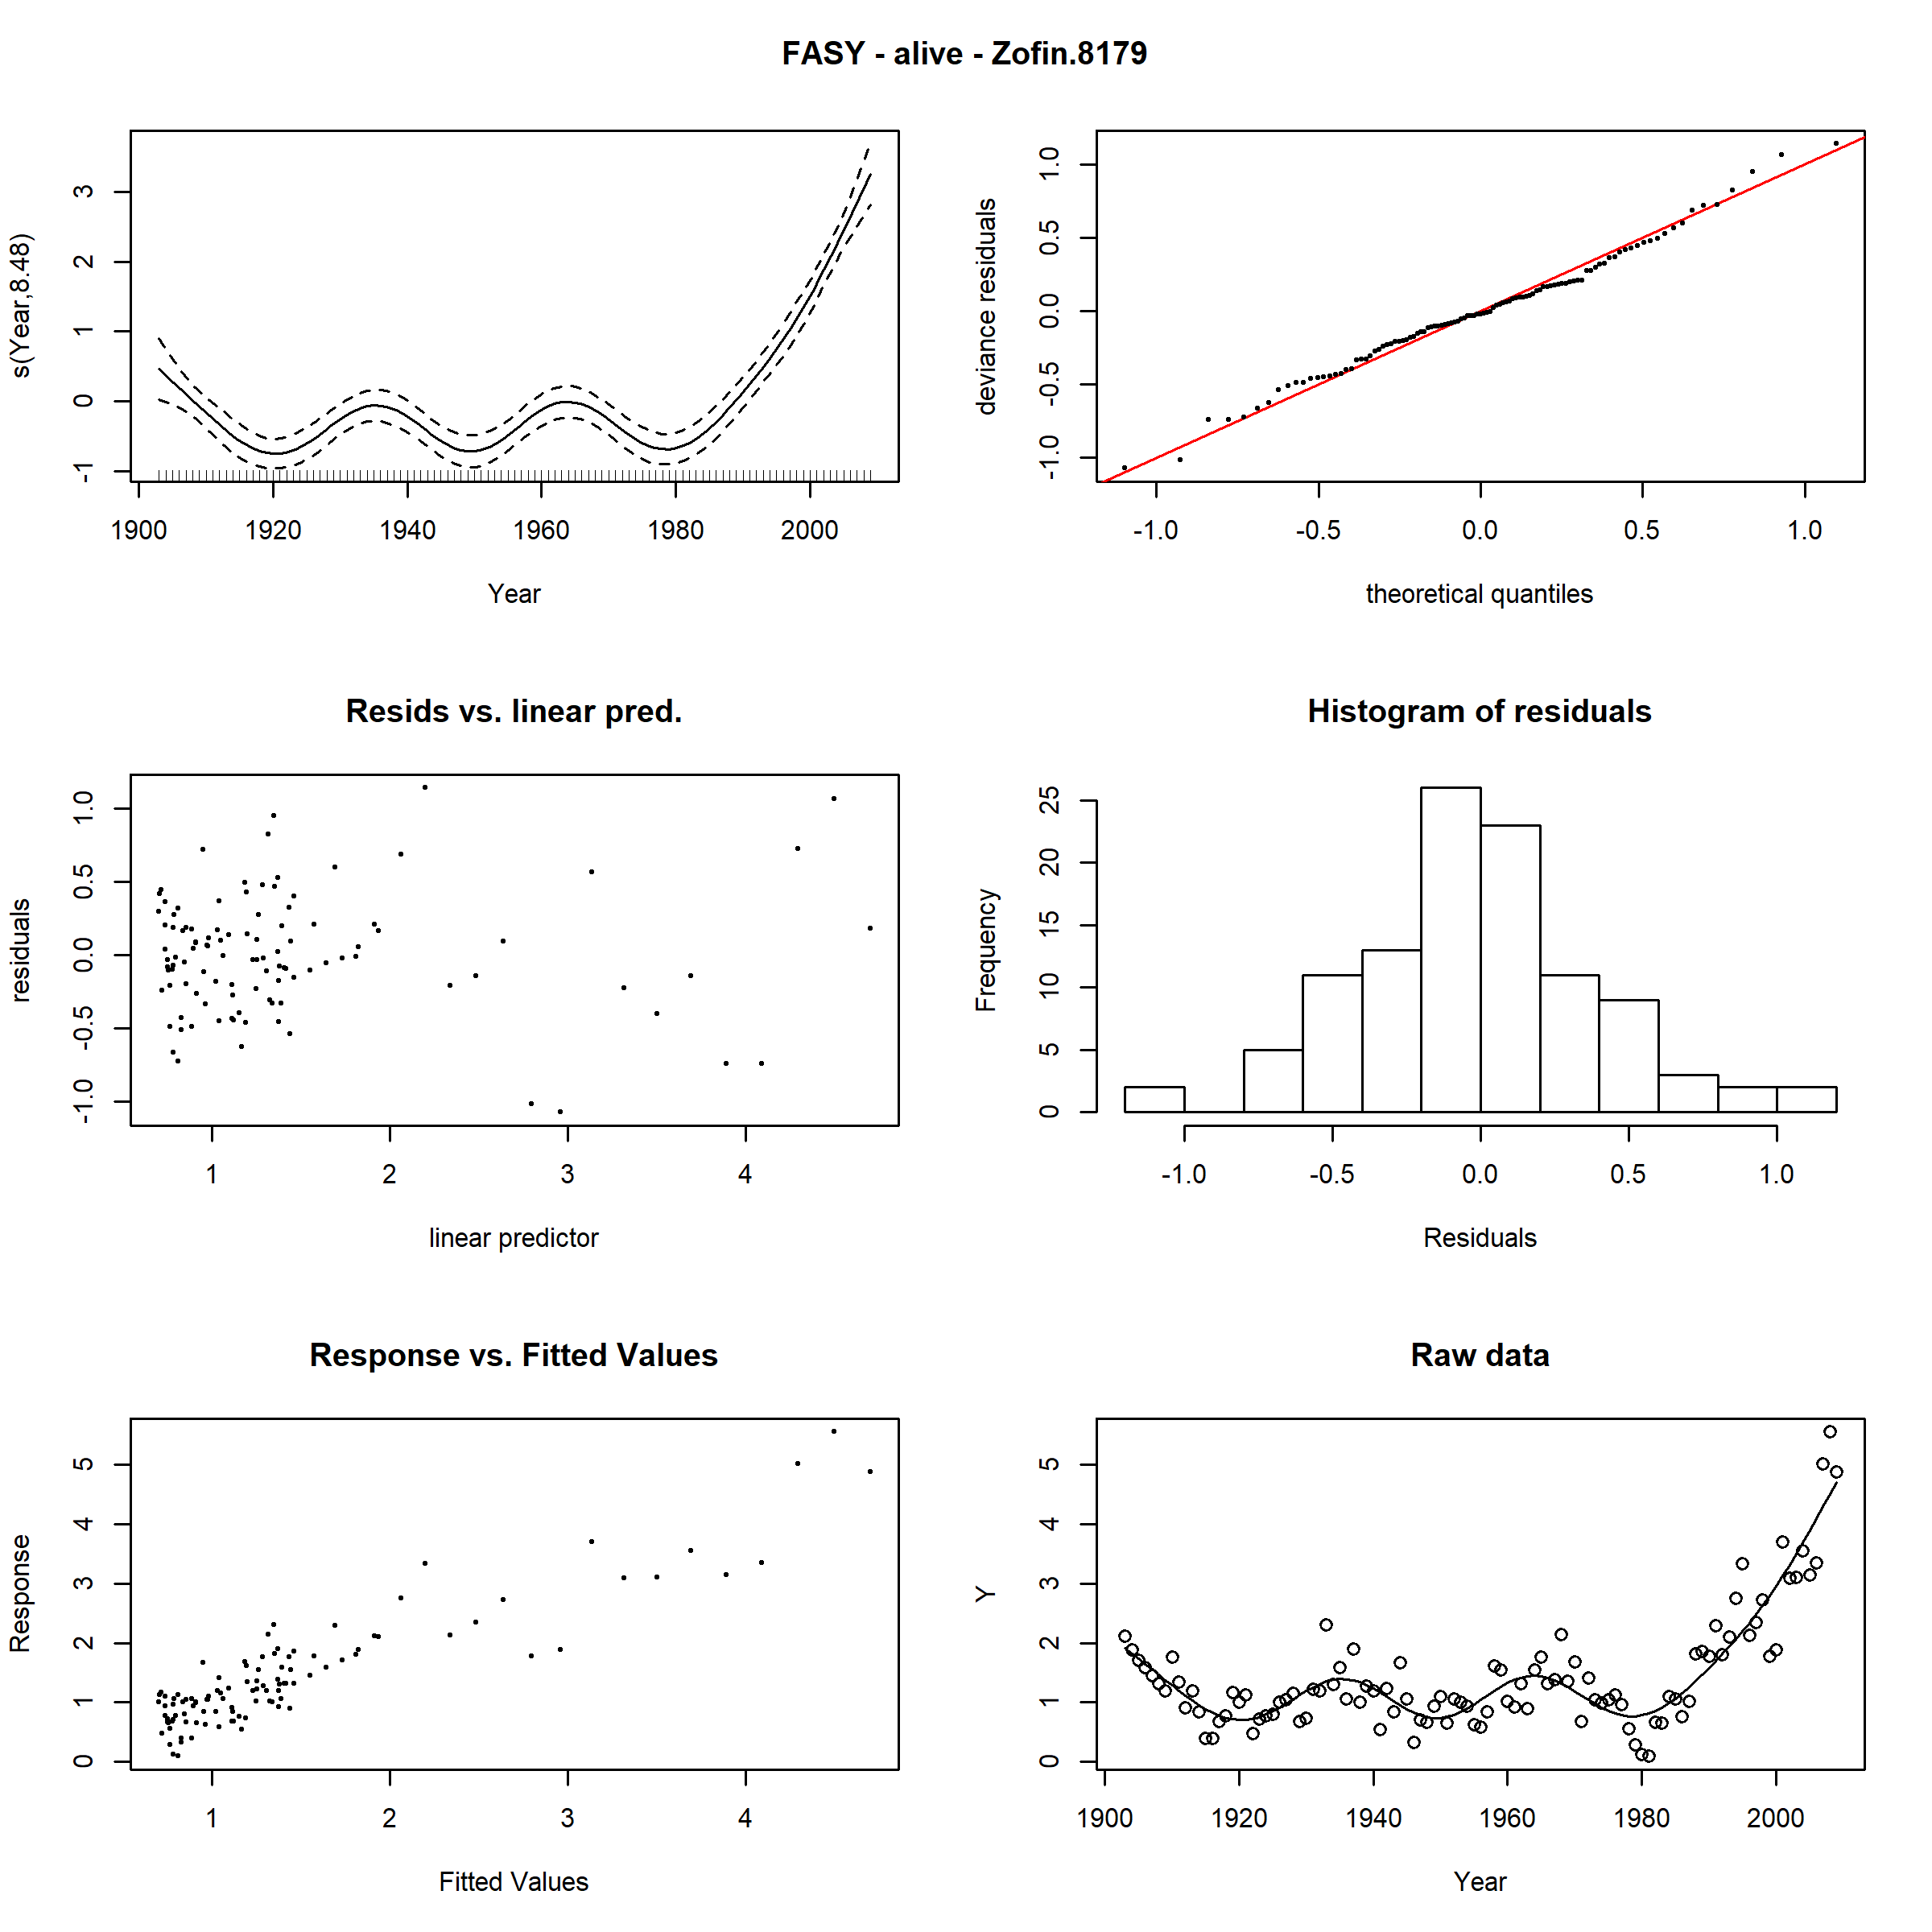 FASY - alive - Zofin.8179
s(Year,8.48)
3
2
1
0
-1
1900 1920 1940 1960 1980 2000
Year
deviance residuals
1.0
0.5
0.0
-0.5
-1.0
-1.0 -0.5 0.0 0.5 1.0
theoretical quantiles
Resids vs. linear pred.
residuals
1.0
0.5
0.0
-0.5
-1.0
1 2 3 4
linear predictor
Histogram of residuals
Frequency
25
20
15
10
5
0
-1.0 -0.5 0.0 0.5 1.0
Residuals
Response vs. Fitted Values
Response
5
4
3
2
1
0
1 2 3 4
Fitted Values
Raw data
Y
5
4
3
2
1
0
1900 1920 1940 1960 1980 2000
Year